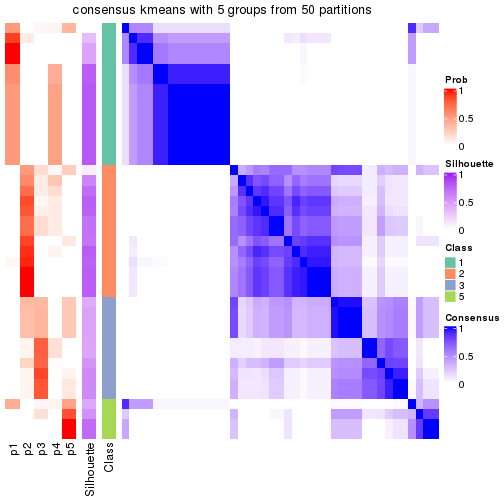 consensus kmeans with 5 groups from 50 partitions
Prob
1
0.5
0
Silhouette
1
0.5
0
Class
1
2
3
5
Consensus
1
0.5
0
p1
p2
p3
p4
p5
Silhouette
Class